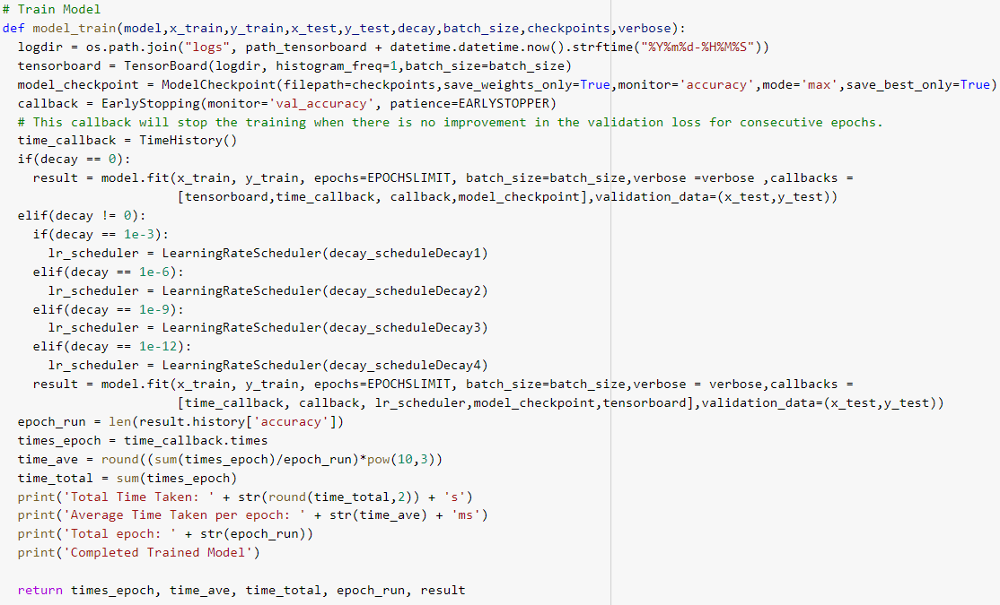 # Train Model
def model_train(model,x_train,y_train,x_test,y_test,decay,batch_size,checkpoints,verbose):
  logdir = os.path.join("logs", path_tensorboard + datetime.datetime.now().strftime("%Y%m%d-%H%M%S"))
  tensorboard = TensorBoard(logdir, histogram_freq=1,batch_size=batch_size)
  model_checkpoint = ModelCheckpoint(filepath=checkpoints,save_weights_only=True,monitor='accuracy',mode='max',save_best_only=True)
  callback = EarlyStopping(monitor='val_accuracy', patience=EARLYSTOPPER)
  # This callback will stop the training when there is no improvement in the validation loss for consecutive epochs.
  time_callback = TimeHistory()
  if(decay == 0):
    result = model.fit(x_train, y_train, epochs=EPOCHSLIMIT, batch_size=batch_size,verbose =verbose ,callbacks =
                       [tensorboard,time_callback, callback,model_checkpoint],validation_data=(x_test,y_test))
  elif(decay != 0):
    if(decay == 1e-3):
      lr_scheduler = LearningRateScheduler(decay_scheduleDecay1)
    elif(decay == 1e-6):
      lr_scheduler = LearningRateScheduler(decay_scheduleDecay2)
    elif(decay == 1e-9):
      lr_scheduler = LearningRateScheduler(decay_scheduleDecay3)
    elif(decay == 1e-12):
      lr_scheduler = LearningRateScheduler(decay_scheduleDecay4)
    result = model.fit(x_train, y_train, epochs=EPOCHSLIMIT, batch_size=batch_size,verbose = verbose,callbacks =
                       [time_callback, callback, lr_scheduler,model_checkpoint,tensorboard],validation_data=(x_test,y_test))
  epoch_run = len(result.history['accuracy'])
  times_epoch = time_callback.times
  time_ave = round((sum(times_epoch)/epoch_run)*pow(10,3))
  time_total = sum(times_epoch)
  print('Total Time Taken: ' + str(round(time_total,2)) + 's')
  print('Average Time Taken per epoch: ' + str(time_ave) + 'ms')
  print('Total epoch: ' + str(epoch_run))
  print('Completed Trained Model')

  return times_epoch, time_ave, time_total, epoch_run, result